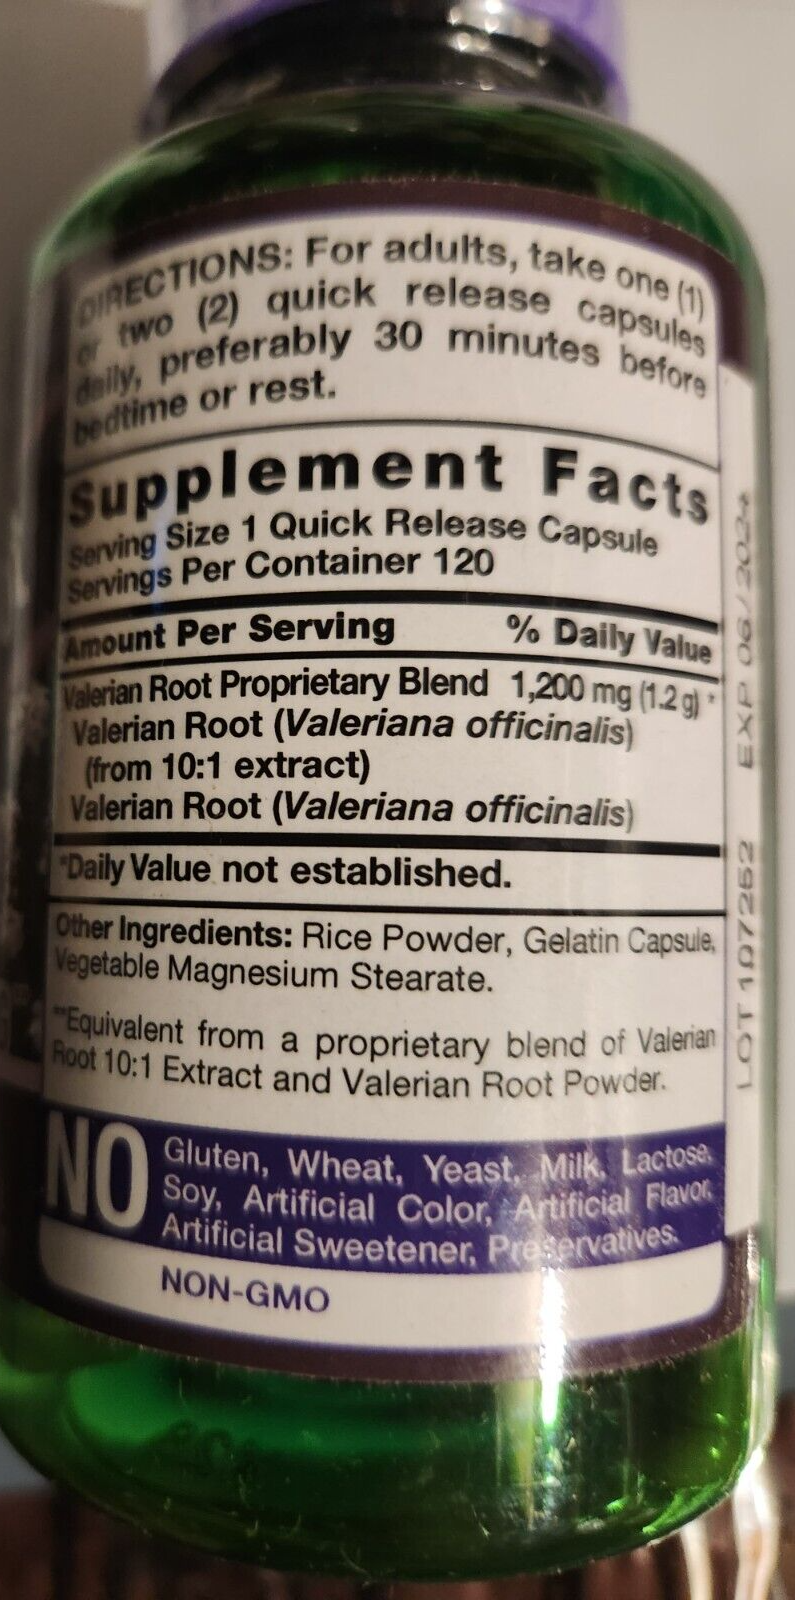 DIRECTIONS: For adults, take one (1)
or two (2) quick release capsules
daily, preferably 30 minutes before
bedtime or rest.
Supplement Facts
Serving Size 1 Quick Release Capsule
Servings Per Container 120
Amount Per Serving % Daily Value
Valerian Root Proprietary Blend 1,200 mg (1.2 g) *
Valerian Root (Valeriana officinalis)
(from 10:1 extract)
Valerian Root (Valeriana officinalis)
*Daily Value not established.
Other Ingredients: Rice Powder, Gelatin Capsule,
Vegetable Magnesium Stearate.
**Equivalent from a proprietary blend of Valerian
Root 10:1 Extract and Valerian Root Powder.
NO Gluten, Wheat, Yeast, Milk, Lactose,
Soy, Artificial Color, Artificial Flavor,
Artificial Sweetener, Preservatives.
NON-GMO
LOT 107252 EXP 06/2024